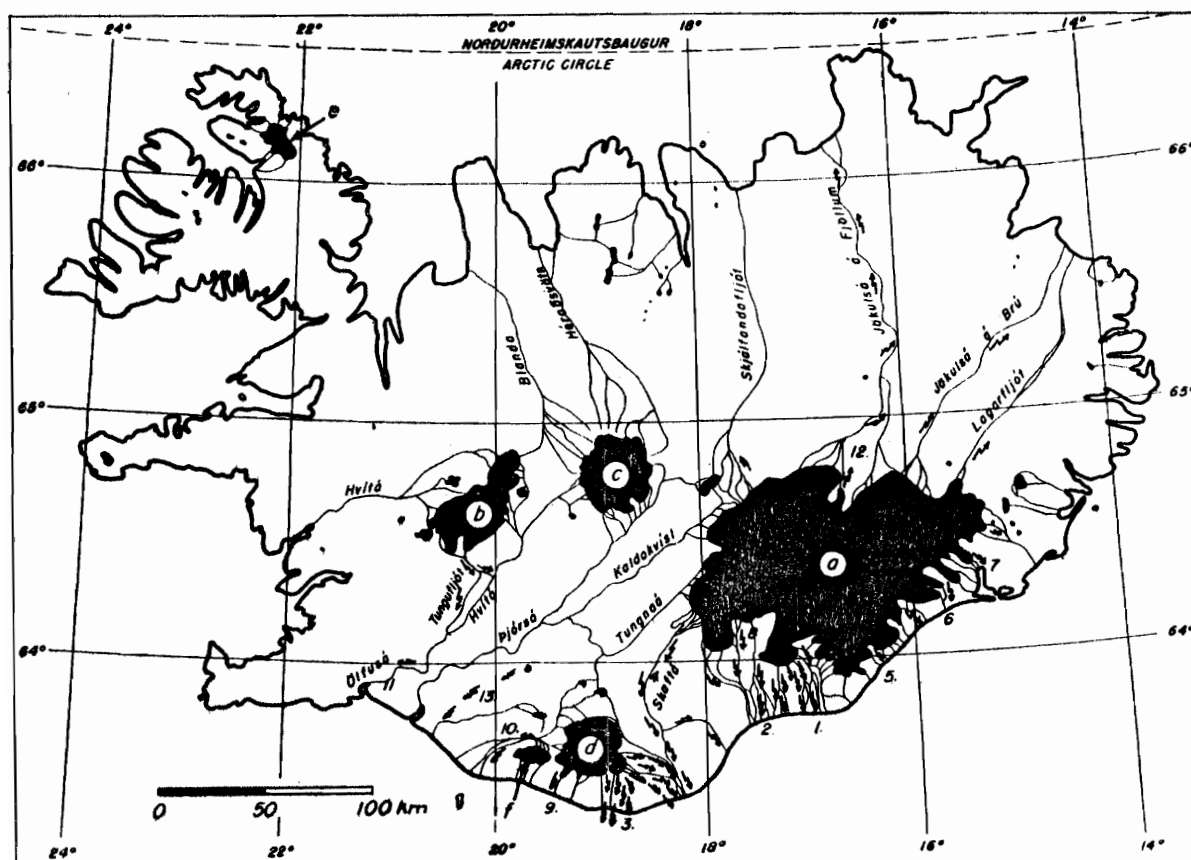 24° 22° 20° 18° 16° 14°
NORÐURHEIMSKAUTSBAUGUR
ARCTIC CIRCLE
e
66° 66°
Fjöllum
á
Jökulsá
Skjálfandafljót
Héraðsvötn
Blanda
Brú
á
Jökulsá
Lagarfljót
65° 65°
12.
c
Hvítá
b
a
Kaldakvísl
7.
Tungufljót
Hvítá
Þjórsá
Tungnaá
6.
64° 64°
8
5.
Ölfusá
11
Skaftá
13.
10.
d
2. 1.
0 50 100 km
g f 9. 3.
24° 22° 20° 18° 16° 14°